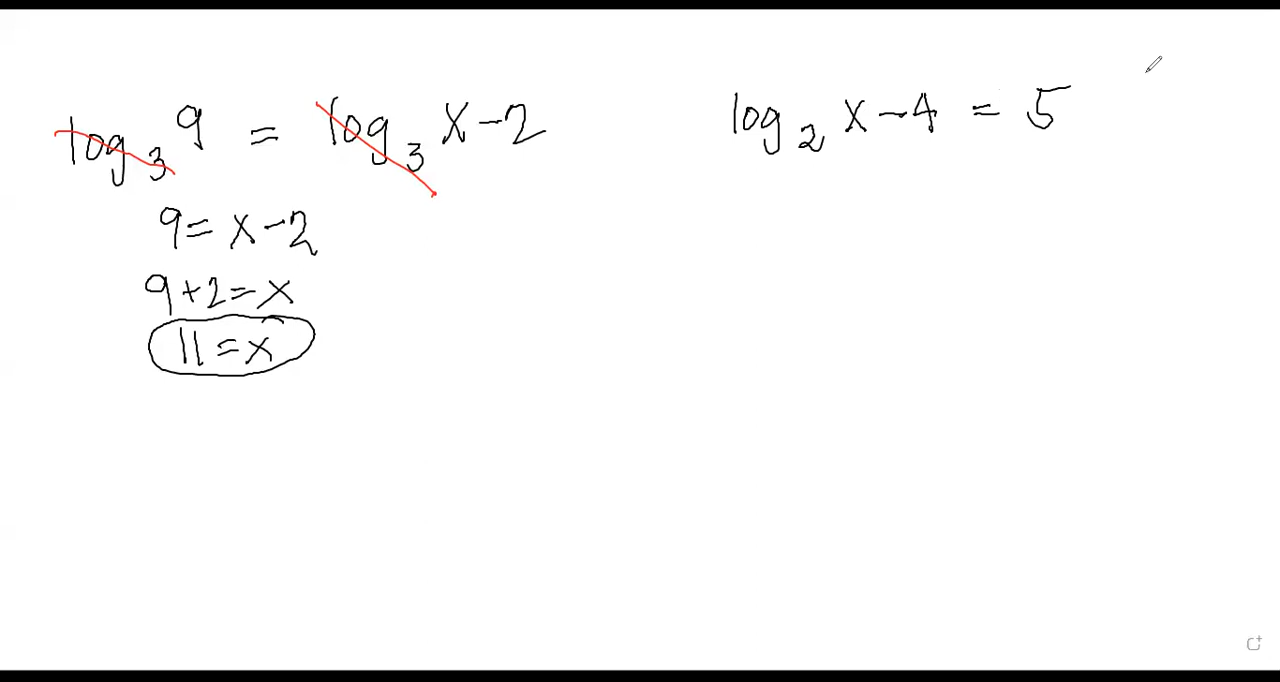 log₃ 9 = log₃ x-2
9 = x-2
9+2=x
11=x
log₂ x-4 = 5